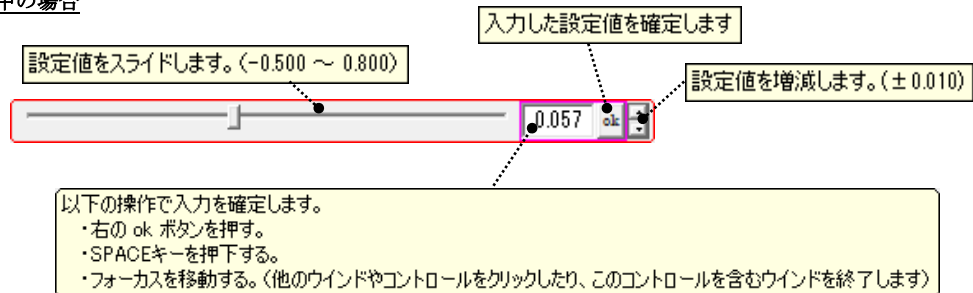 中の場合
入力した設定値を確定します
設定値をスライドします。(-0.500 ～ 0.800)
設定値を増減します。(±0.010)
0.057
ok
以下の操作で入力を確定します。
・右の ok ボタンを押す。
・SPACEキーを押下する。
・フォーカスを移動する。(他のウインドやコントロールをクリックしたり、このコントロールを含むウインドを終了します)